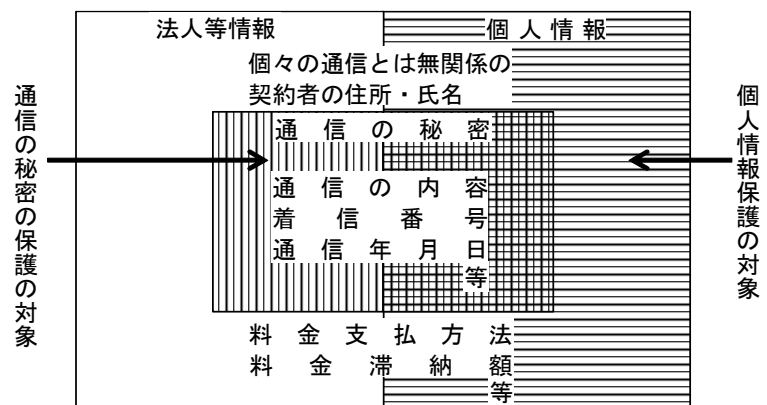 法人等情報
個人情報
個々の通信とは無関係の
契約者の住所・氏名
通信の秘密の保護の対象
通信の秘密
個人情報保護の対象
通信の内容
着信番号
通信年月日
等
料金支払方法
料金滞納額
等